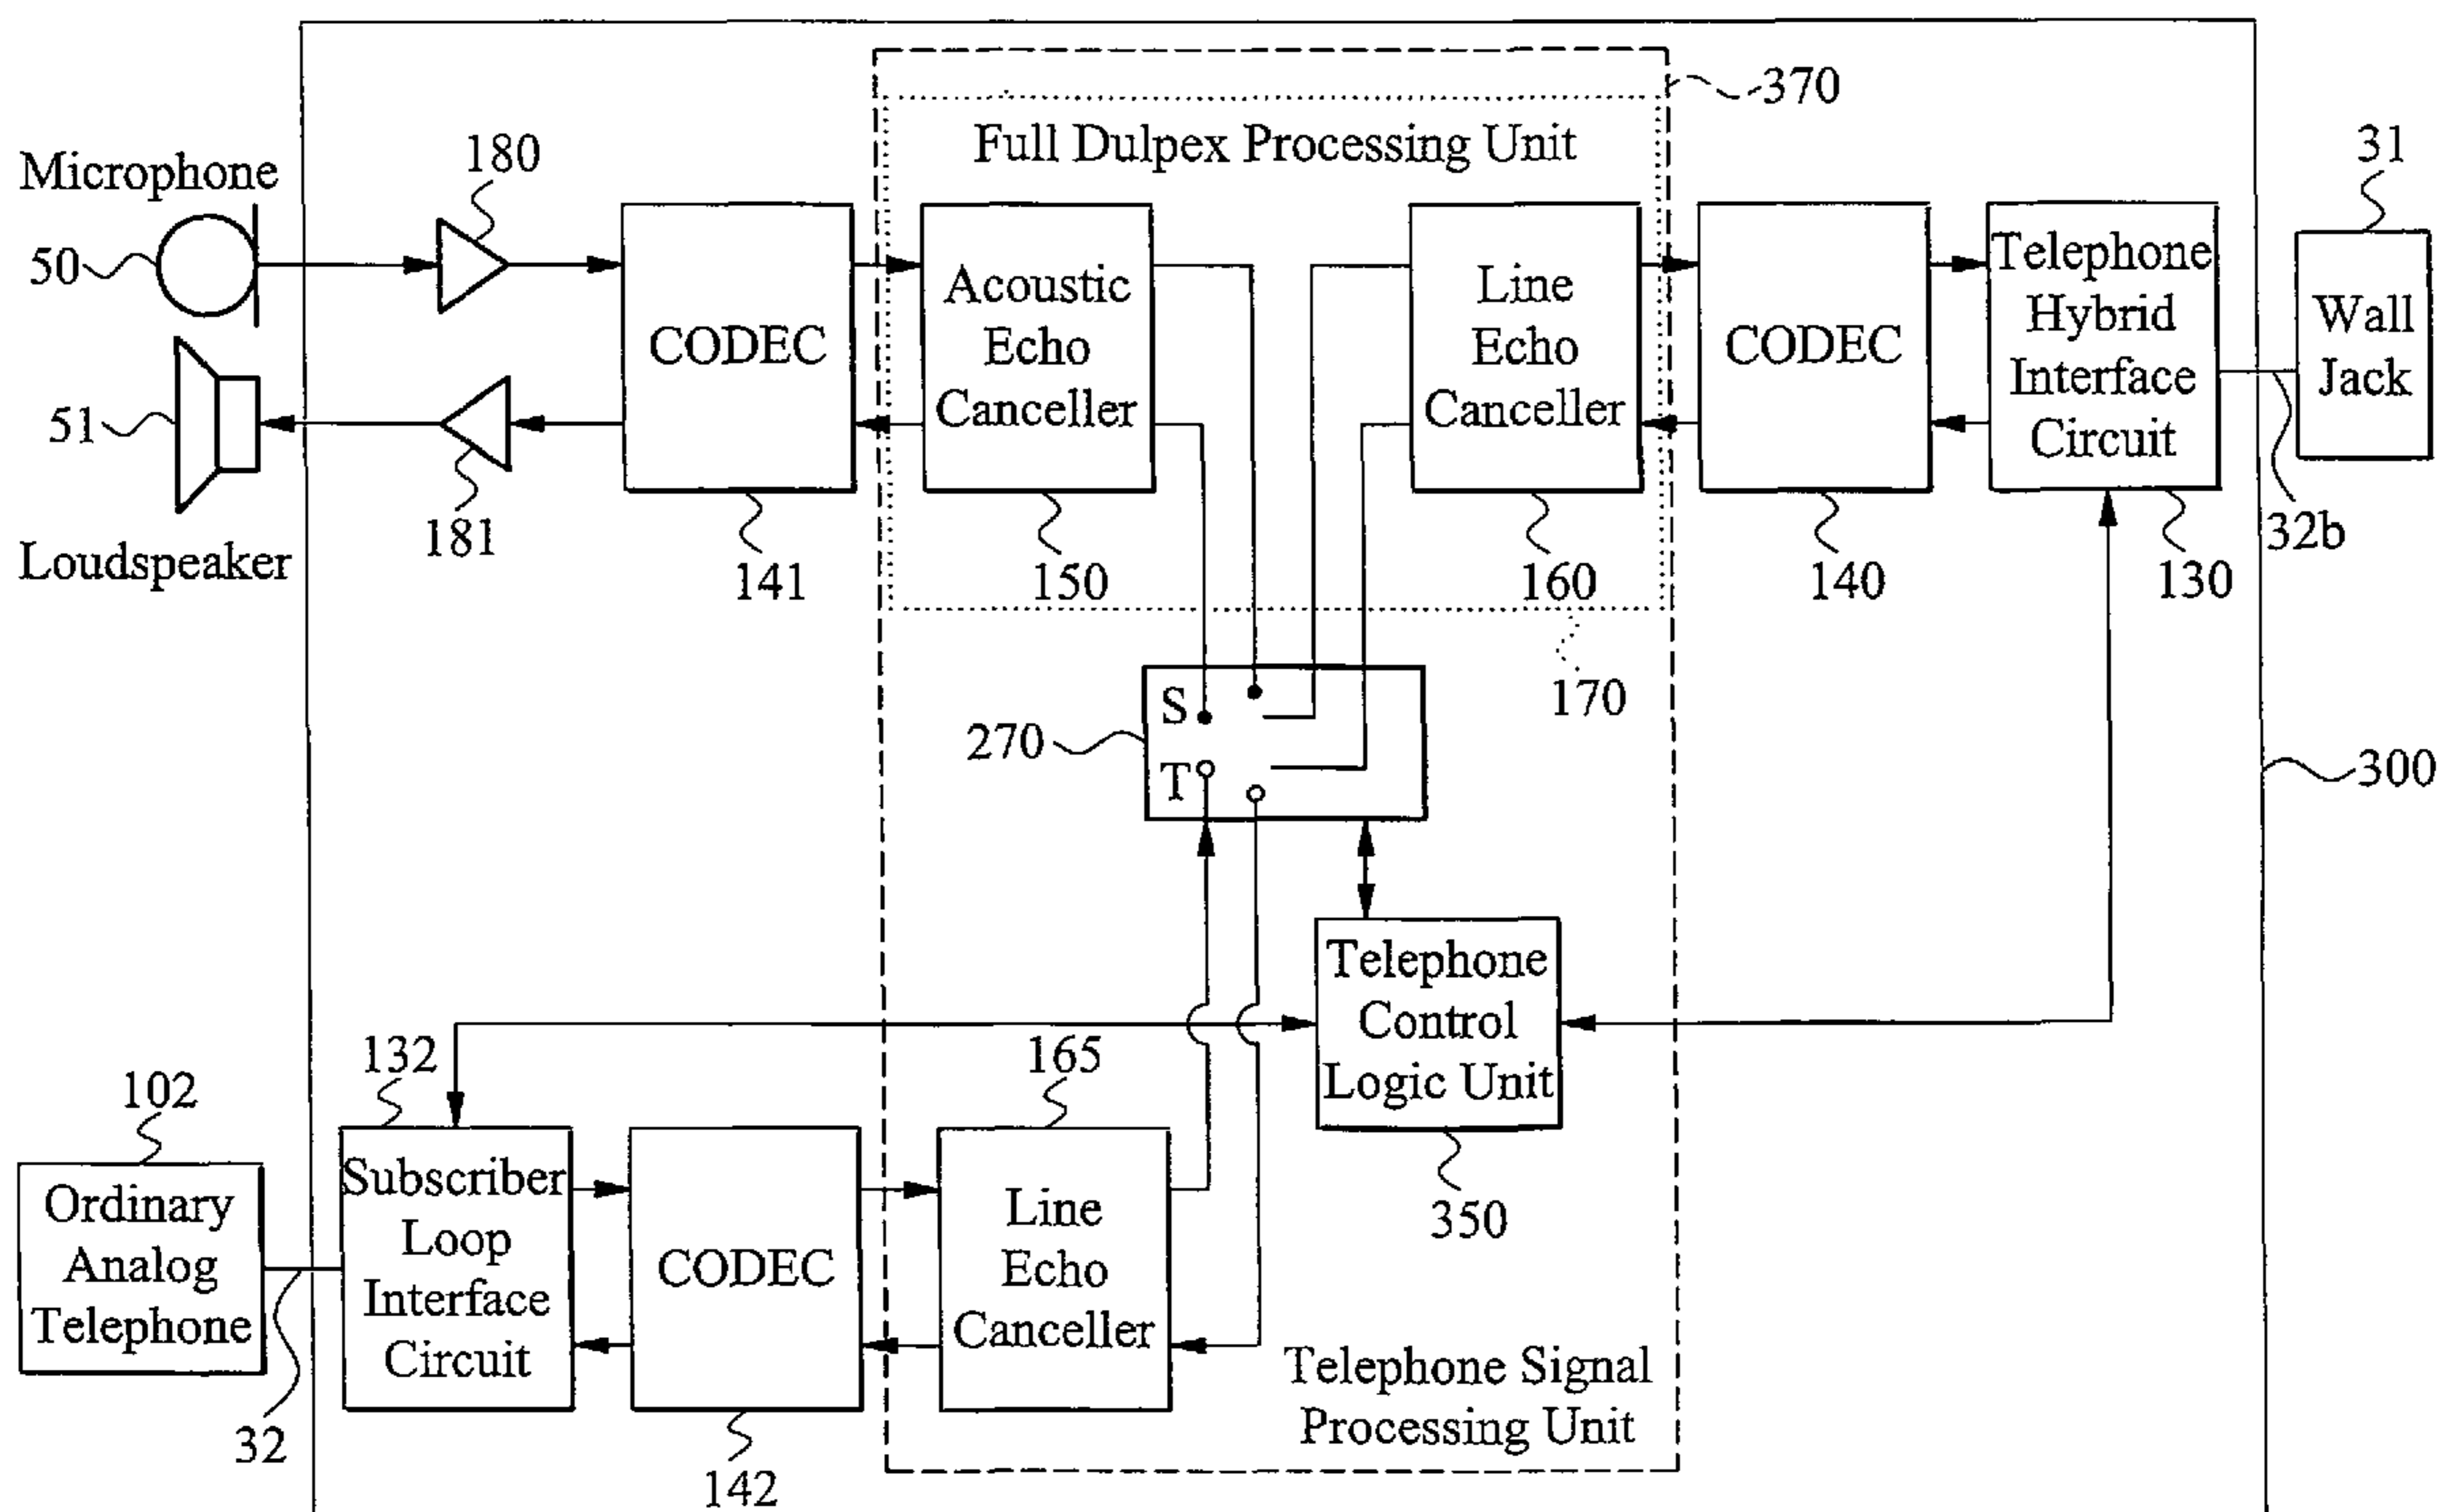 370
Full Dulpex Processing Unit
Microphone
180
31
50
CODEC
Acoustic
Echo
Canceller
Line
Echo
Canceller
CODEC
Telephone
Hybrid
Interface
Circuit
Wall
Jack
51
181
Loudspeaker
141
150
160
140
130
32b
170
S
T
270
300
Telephone
Control
Logic Unit
350
132
165
102
Ordinary
Analog
Telephone
Subscriber
Loop
Interface
Circuit
CODEC
Line
Echo
Canceller
32
142
Telephone Signal
Processing Unit